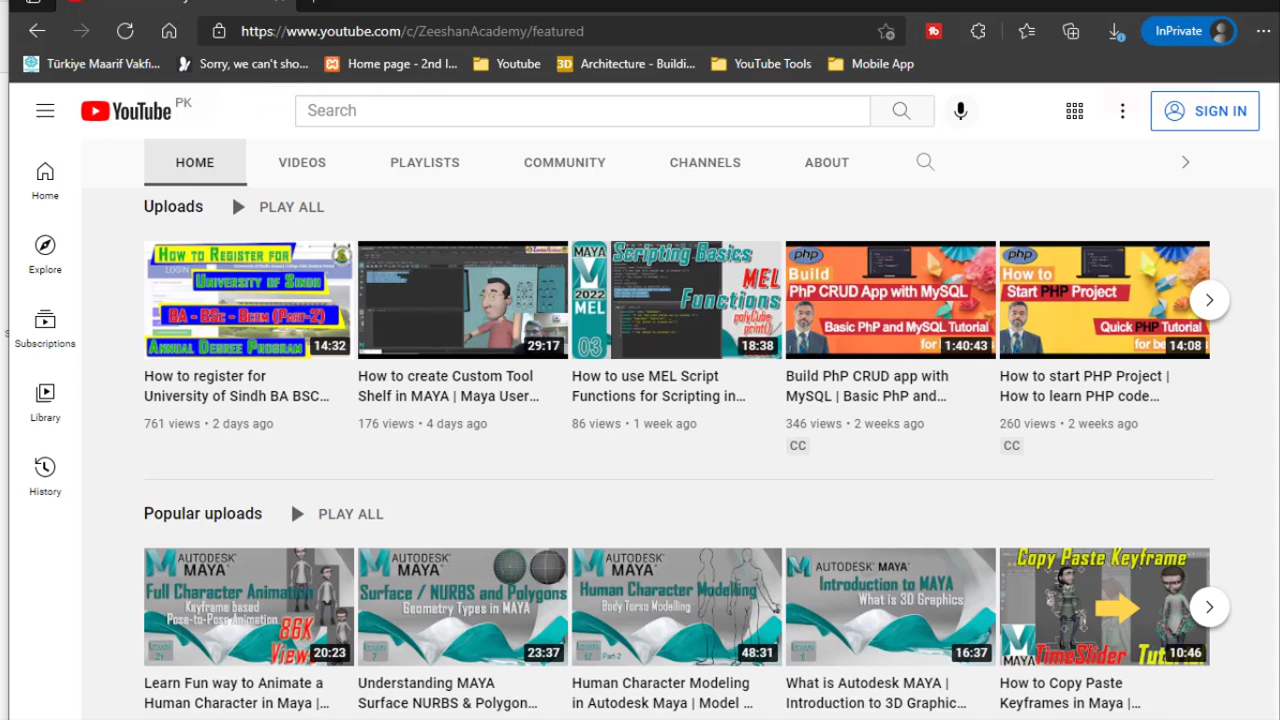 https://www.youtube.com/c/ZeeshanAcademy/featured
InPrivate
Türkiye Maarif Vakfı...
Sorry, we can't sho...
Home page - 2nd I...
Youtube
3D
Architecture - Buildi...
YouTube Tools
Mobile App
YouTube PK
Search
SIGN IN
HOME
VIDEOS
PLAYLISTS
COMMUNITY
CHANNELS
ABOUT
Home
Explore
Subscriptions
Library
History
Uploads
PLAY ALL
How to Register for
LOGIN
University of Sindh
BA - BSc - Bcom (Part-2)
Annual Degree Program
14:32
29:17
MAYA
2022
MEL
03
Scripting Basics
MEL
Functions
polyCube
print()
18:38
php
Build
PhP CRUD App with MySQL
Basic PhP and MySQL Tutorial
for
1:40:43
php
How to
Start PHP Project
Quick PHP Tutorial
for be
14:08
How to register for
University of Sindh BA BSC...
761 views • 2 days ago
How to create Custom Tool
Shelf in MAYA | Maya User...
176 views • 4 days ago
How to use MEL Script
Functions for Scripting in...
86 views • 1 week ago
Build PhP CRUD app with
MySQL | Basic PhP and...
346 views • 2 weeks ago
CC
How to start PHP Project |
How to learn PHP code...
260 views • 2 weeks ago
CC
Popular uploads
PLAY ALL
AUTODESK
MAYA
Full Character Animation
Keyframe based
Pose-to-Pose Animation
86K
Views
20:23
AUTODESK
MAYA
Surface / NURBS and Polygons
Geometry Types in MAYA
23:37
AUTODESK
MAYA
Human Character Modelling
Body Torso Modelling
Part-2
48:31
AUTODESK MAYA
Introduction to MAYA
What is 3D Graphics
16:37
Copy Paste Keyframe
MAYA
TimeSlider
Tutorial
10:46
Learn Fun way to Animate a
Human Character in Maya |...
Understanding MAYA
Surface NURBS & Polygon...
Human Character Modeling
in Autodesk Maya | Model ...
What is Autodesk MAYA |
Introduction to 3D Graphic...
How to Copy Paste
Keyframes in Maya |...